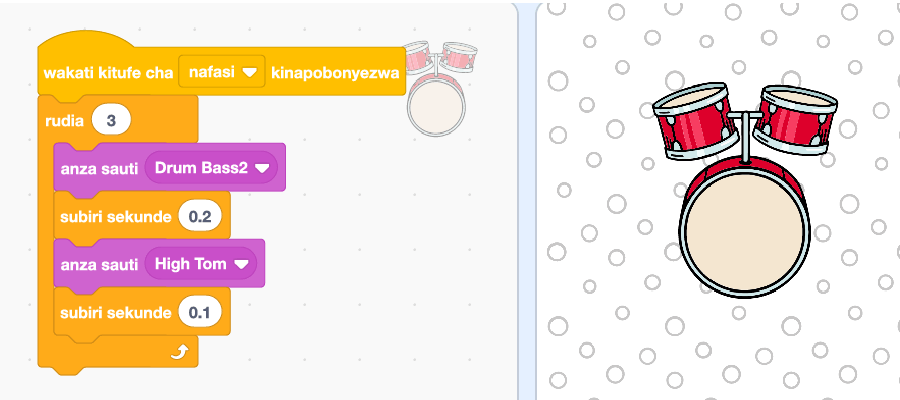 wakati kitufe cha nafasi kinapobonyezwa
rudia 3
anza sauti Drum Bass2
subiri sekunde 0.2
anza sauti High Tom
subiri sekunde 0.1